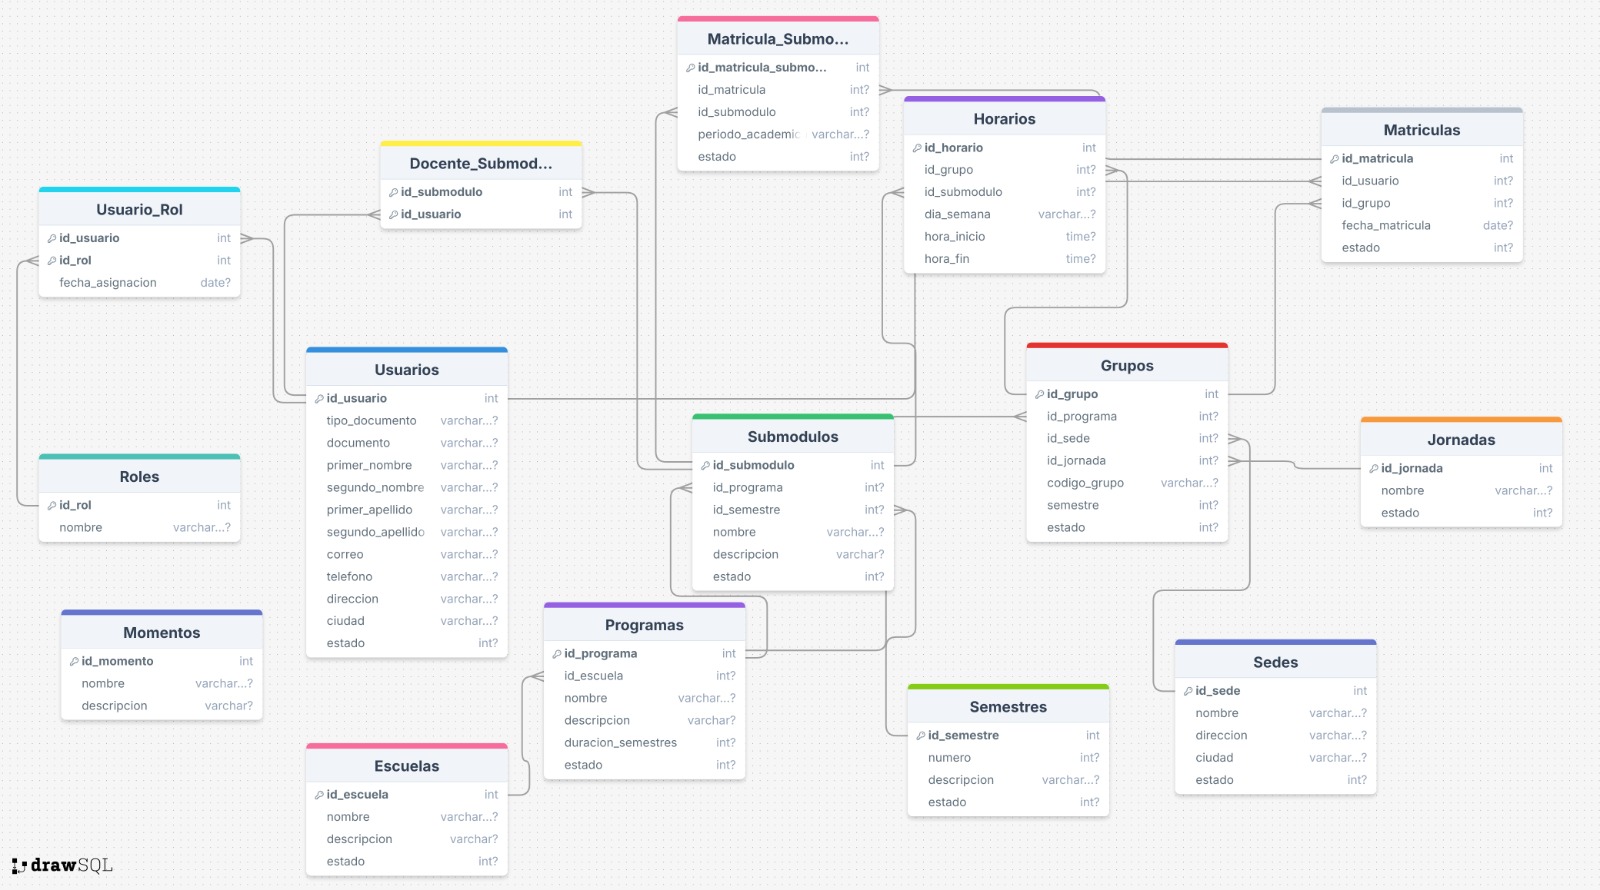 Matricula_Submo...
id_matricula_submo... int
id_matricula int?
id_submodulo int?
periodo_academic varchar...?
estado int?
Horarios
id_horario int
id_grupo int?
id_submodulo int?
dia_semana varchar...?
hora_inicio time?
hora_fin time?
Matriculas
id_matricula int
id_usuario int?
id_grupo int?
fecha_matricula date?
estado int?
Docente_Submod...
id_submodulo int
id_usuario int
Usuario_Rol
id_usuario int
id_rol int
fecha_asignacion date?
Usuarios
id_usuario int
tipo_documento varchar...?
documento varchar...?
primer_nombre varchar...?
segundo_nombre varchar...?
primer_apellido varchar...?
segundo_apellido varchar...?
correo varchar...?
telefono varchar...?
direccion varchar...?
ciudad varchar...?
estado int?
Grupos
id_grupo int
id_programa int?
id_sede int?
id_jornada int?
codigo_grupo varchar...?
semestre int?
estado int?
Submodulos
id_submodulo int
id_programa int?
id_semestre int?
nombre varchar...?
descripcion varchar?
estado int?
Jornadas
id_jornada int
nombre varchar...?
estado int?
Roles
id_rol int
nombre varchar...?
Momentos
id_momento int
nombre varchar...?
descripcion varchar?
Programas
id_programa int
id_escuela int?
nombre varchar...?
descripcion varchar?
duracion_semestres int?
estado int?
Sedes
id_sede int
nombre varchar...?
direccion varchar...?
ciudad varchar...?
estado int?
Semestres
id_semestre int
numero int?
descripcion varchar...?
estado int?
Escuelas
id_escuela int
nombre varchar...?
descripcion varchar?
estado int?
drawSQL